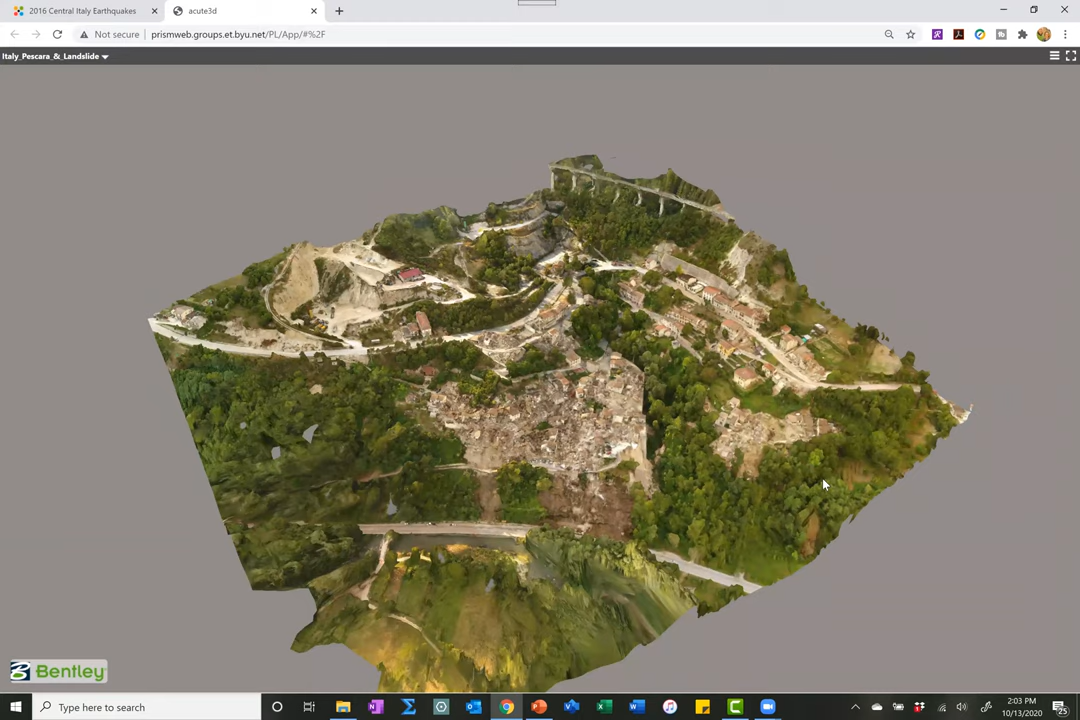 2016 Central Italy Earthquakes
acute3d
Not secure
prismweb.groups.et.byu.net/PL/App/#%2F
Italy_Pescara_&_Landslide
Bentley
Type here to search
2:03 PM
10/13/2020
25